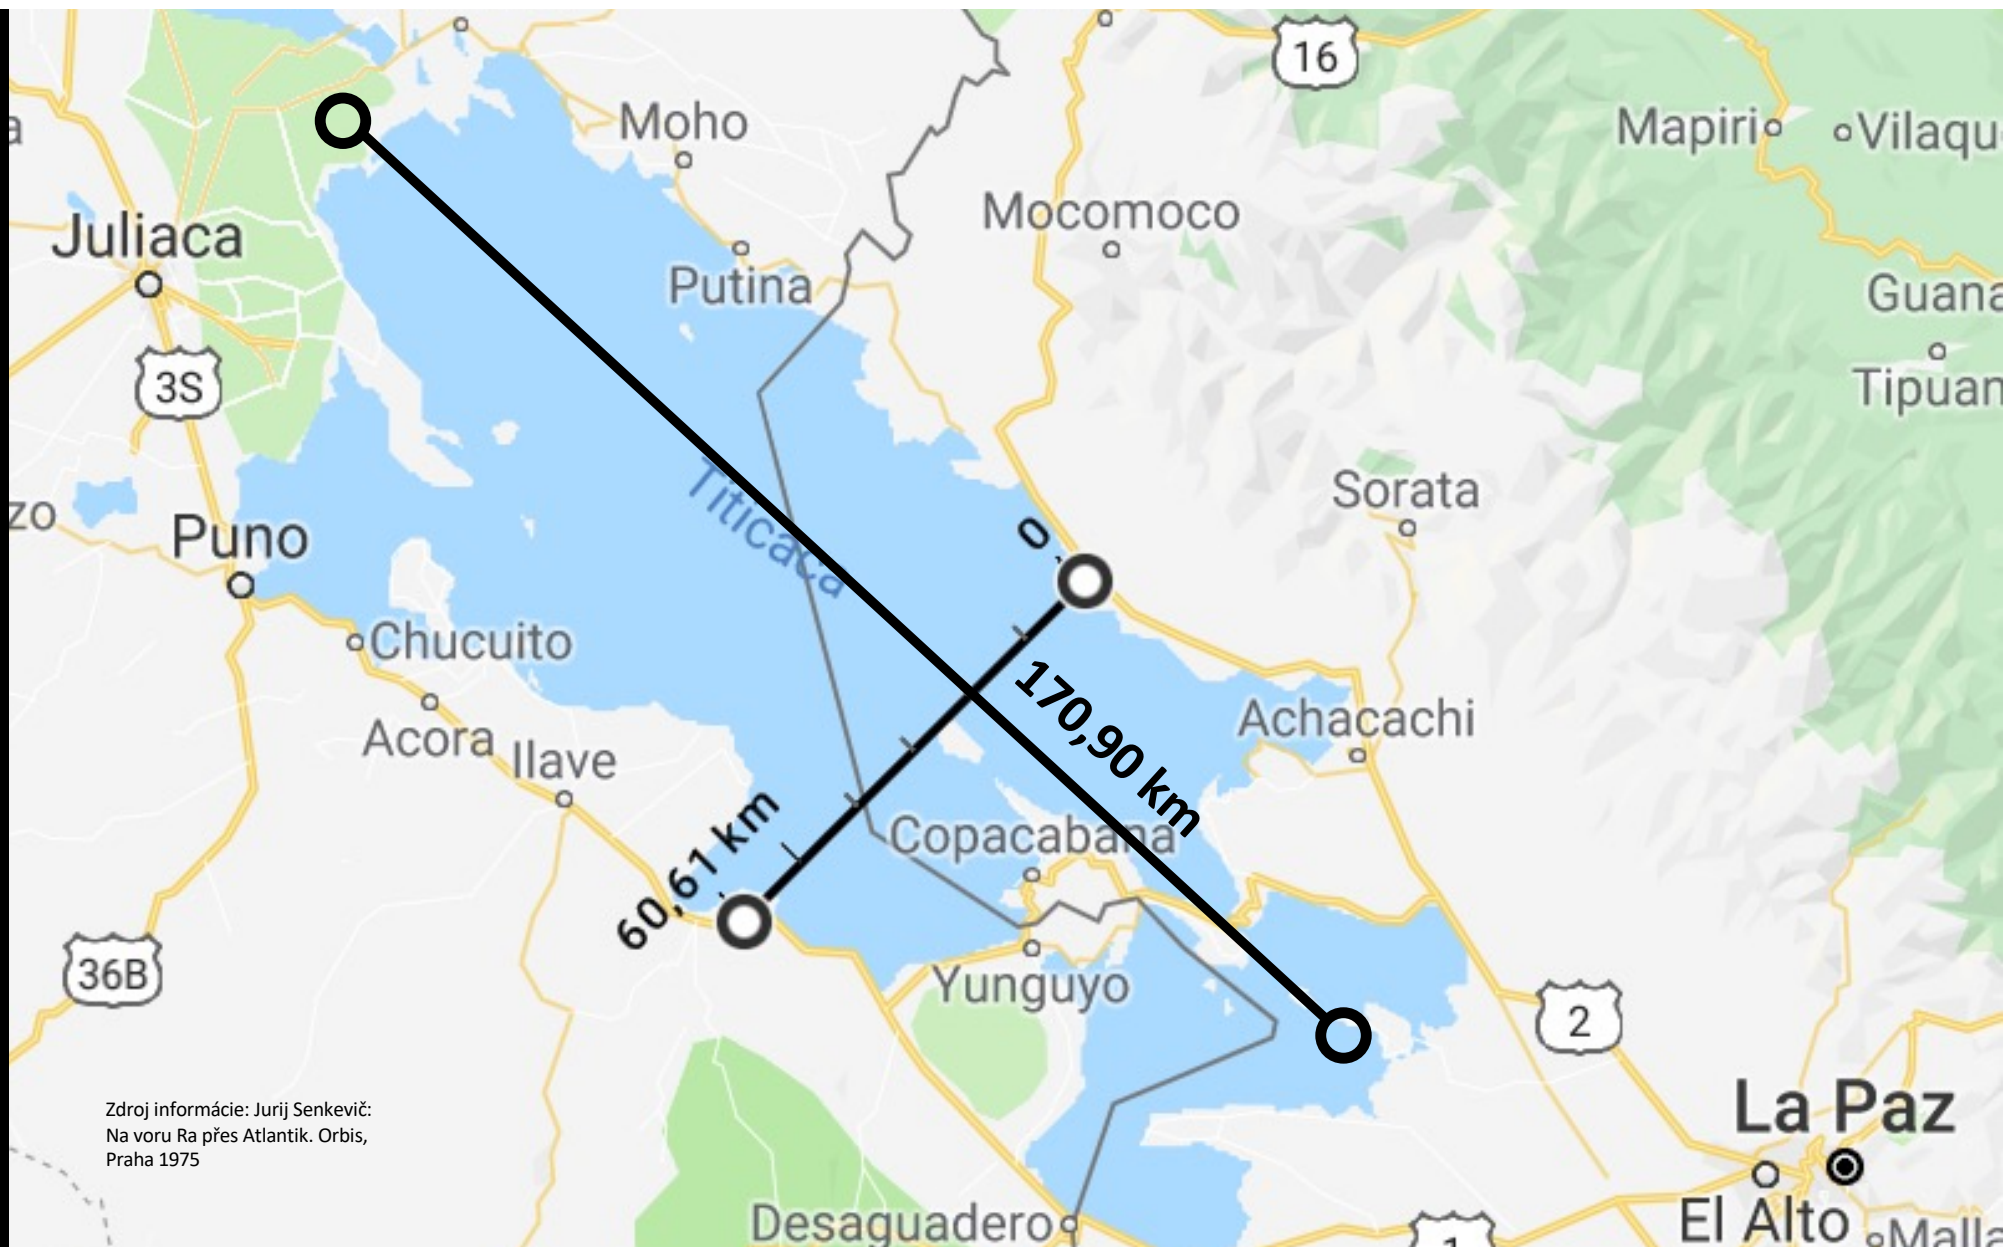 16
Moho
Mapiri
Vilaqu
a
Mocomoco
Juliaca
Putina
Guana
3S
Tipuan
Titicaca
Sorata
zo
Puno
0
Chucuito
170,90 km
Achacachi
Acora
Ilave
60,61 km
Copacabana
36B
Yunguyo
2
La Paz
Zdroj informácie: Jurij Senkevič:
Na voru Ra přes Atlantik. Orbis,
Praha 1975
Desaguadero
El Alto
Malla
1